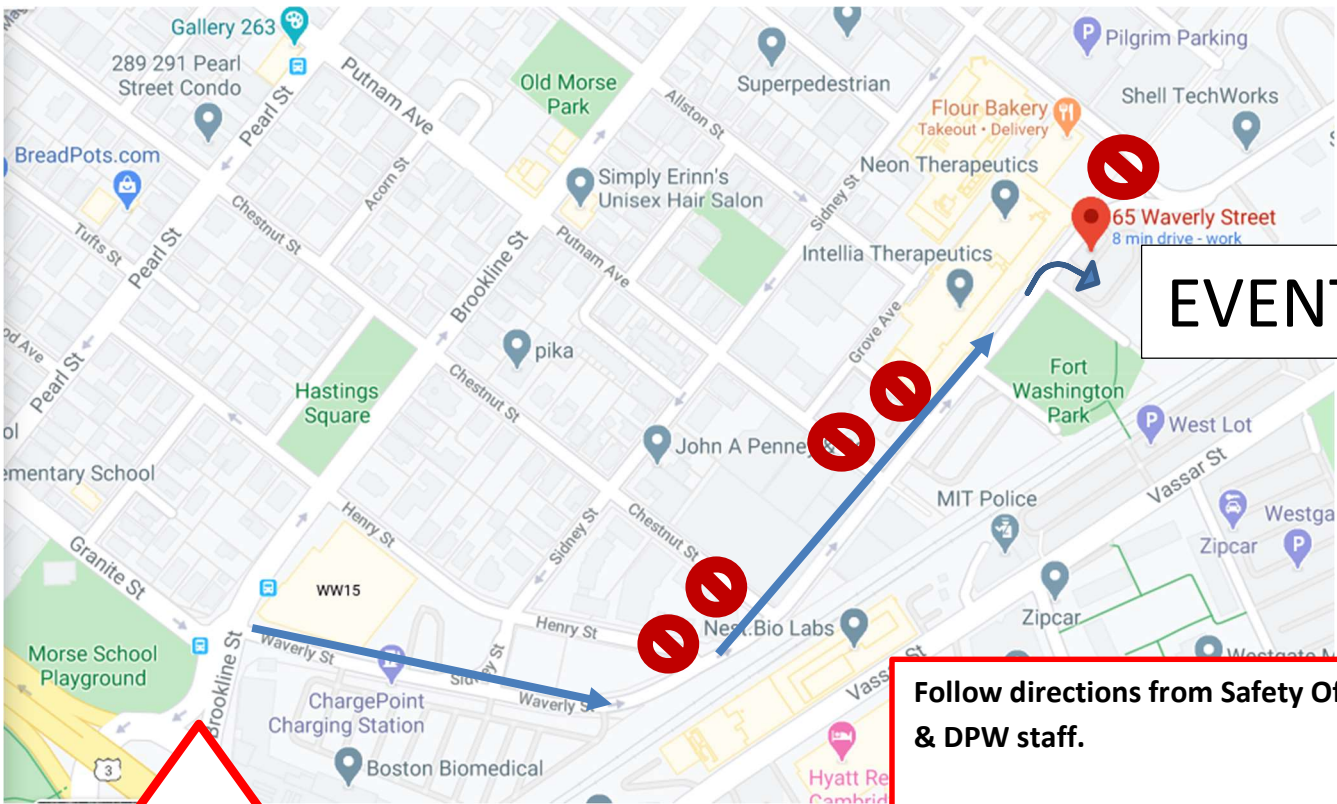 Gallery 263
289 291 Pearl
Street Condo
Pearl St
Putnam Ave
Old Morse
Park
Superpedestrian
Pilgrim Parking
Allston St
Flour Bakery
Takeout • Delivery
Shell TechWorks
BreadPots.com
Acorn St
Simply Erinn's
Unisex Hair Salon
Neon Therapeutics
Tufts St
Chestnut St
Pearl St
Putnam Ave
Sidney St
65 Waverly Street
8 min drive - work
Intellia Therapeutics
EVENT
Brookline St
Grove Ave
pika
Pearl St
Hastings
Square
Chestnut St
Fort
Washington
Park
West Lot
John A Penney
Vassar St
MIT Police
Zipcar
Henry St
Sidney St
Chestnut St
Granite St
WW15
Henry St
Nest.Bio Labs
Zipcar
Morse School
Playground
Waverly St
Brookline St
ChargePoint
Charging Station
Waverly St
Follow directions from Safety Of
& DPW staff.
3
Boston Biomedical
Hyatt Re
Cambrid